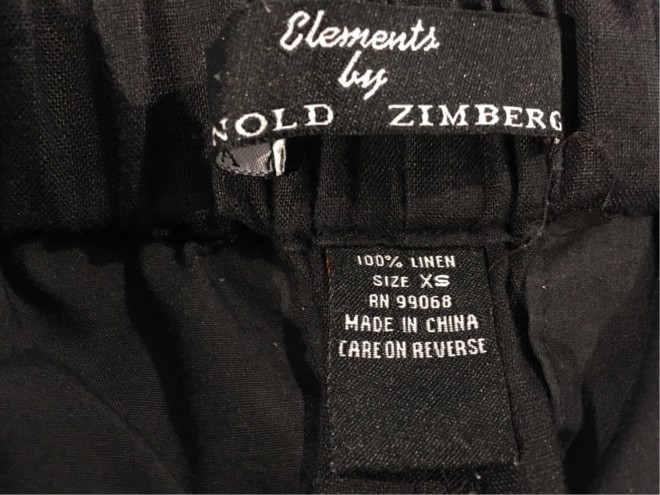 Elements
by
NOLD ZIMBERG
A
100% LINEN
SIZE XS
RN 99068
MADE IN CHINA
CARE ON REVERSE